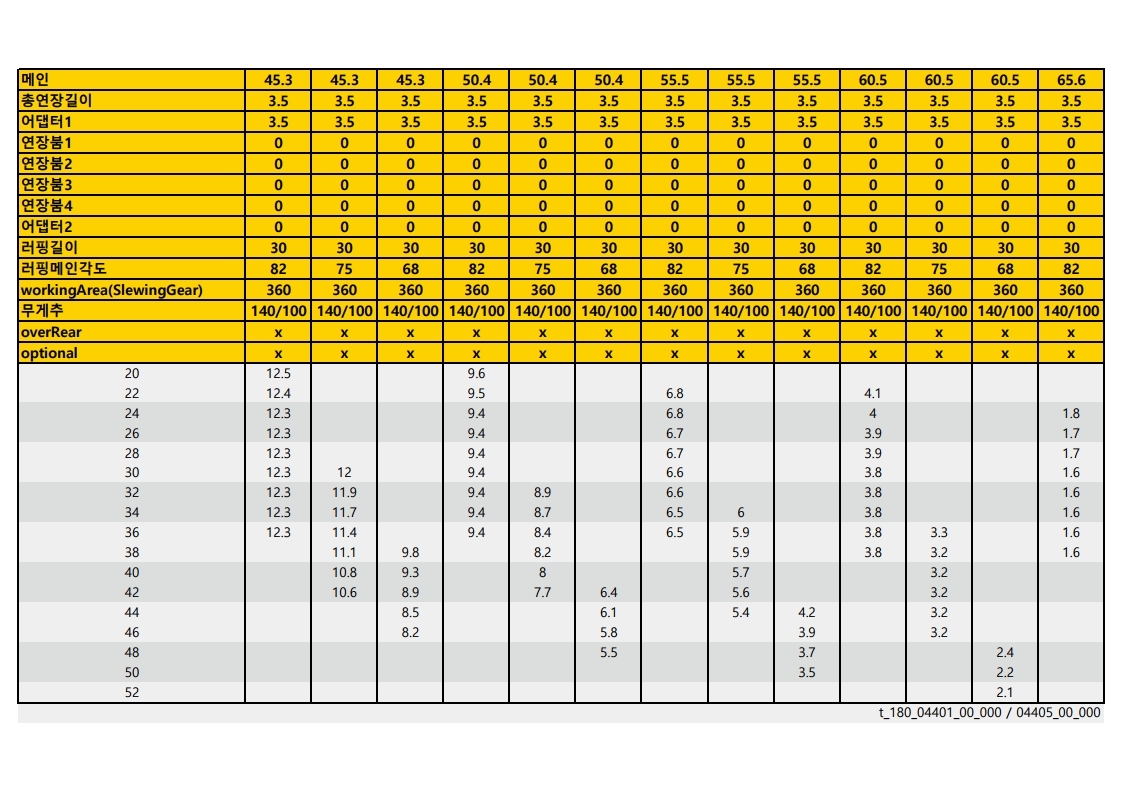 메인 45.3 45.3 45.3 50.4 50.4 50.4 55.5 55.5 55.5 60.5 60.5 60.5 65.6
총연장길이 3.5 3.5 3.5 3.5 3.5 3.5 3.5 3.5 3.5 3.5 3.5 3.5 3.5
어댑터1 3.5 3.5 3.5 3.5 3.5 3.5 3.5 3.5 3.5 3.5 3.5 3.5 3.5
연장붐1 0 0 0 0 0 0 0 0 0 0 0 0 0
연장붐2 0 0 0 0 0 0 0 0 0 0 0 0 0
연장붐3 0 0 0 0 0 0 0 0 0 0 0 0 0
연장붐4 0 0 0 0 0 0 0 0 0 0 0 0 0
어댑터2 0 0 0 0 0 0 0 0 0 0 0 0 0
러핑길이 30 30 30 30 30 30 30 30 30 30 30 30 30
러핑메인각도 82 75 68 82 75 68 82 75 68 82 75 68 82
workingArea(SlewingGear) 360 360 360 360 360 360 360 360 360 360 360 360 360
무게추 140/100 140/100 140/100 140/100 140/100 140/100 140/100 140/100 140/100 140/100 140/100 140/100 140/100
overRear x x x x x x x x x x x x x
optional x x x x x x x x x x x x x
20 12.5 9.6
22 12.4 9.5 6.8 4.1
24 12.3 9.4 6.8 4 1.8
26 12.3 9.4 6.7 3.9 1.7
28 12.3 9.4 6.7 3.9 1.7
30 12.3 12 9.4 6.6 3.8 1.6
32 12.3 11.9 9.4 8.9 6.6 3.8 1.6
34 12.3 11.7 9.4 8.7 6.5 6 3.8 1.6
36 12.3 11.4 9.4 8.4 6.5 5.9 3.8 3.3 1.6
38 11.1 9.8 8.2 5.9 3.8 3.2 1.6
40 10.8 9.3 8 5.7 3.2
42 10.6 8.9 7.7 6.4 5.6 3.2
44 8.5 6.1 5.4 4.2 3.2
46 8.2 5.8 3.9 3.2
48 5.5 3.7 2.4
50 3.5 2.2
52 2.1
t_180_04401_00_000 / 04405_00_000